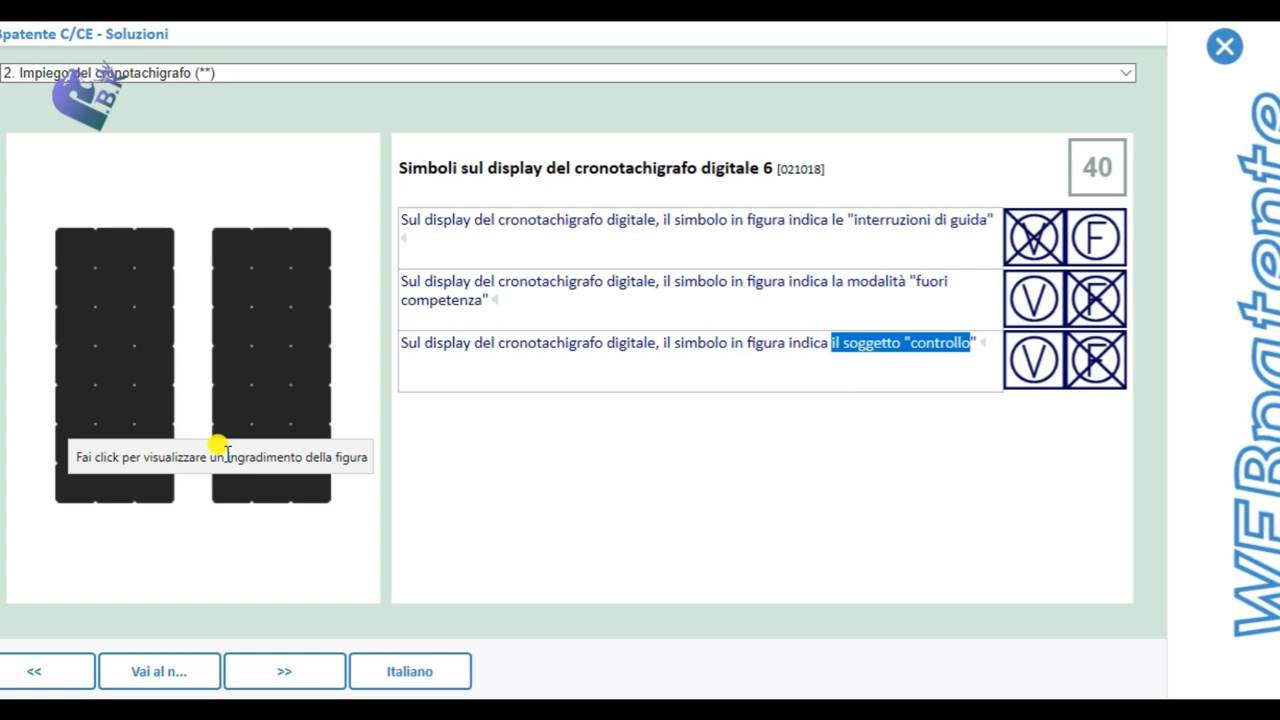 Bpatente C/CE - Soluzioni
2. Impiego del cronotachigrafo (**)
by
P.B.K
Simboli sul display del cronotachigrafo digitale 6 [021018]
40
Sul display del cronotachigrafo digitale, il simbolo in figura indica le "interruzioni di guida"
V F
Sul display del cronotachigrafo digitale, il simbolo in figura indica la modalità "fuori
competenza"
V F
Sul display del cronotachigrafo digitale, il simbolo in figura indica il soggetto "controllo"
V F
Fai click per visualizzare un ingradimento della figura
<<
Vai al n...
>>
Italiano
WEBpatente